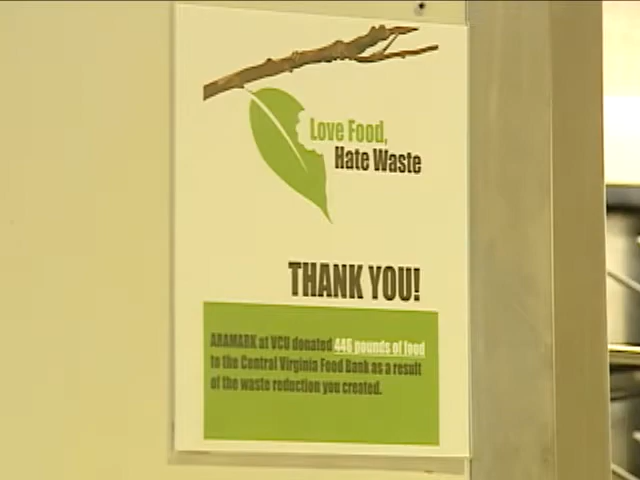 Love Food,
Hate Waste
THANK YOU!
ARAMARK at VCU donated 446 pounds of food
to the Central Virginia Food Bank as a result
of the waste reduction you created.